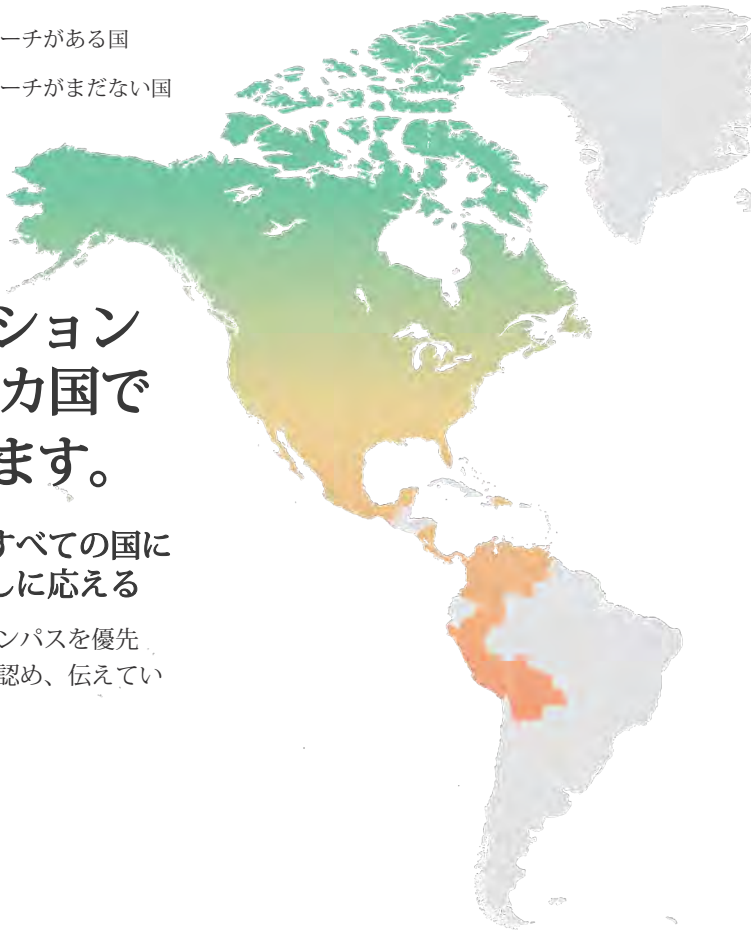 ーチがある国
ーチがまだない国
ション
カ国で
ます。
すべての国に
しに応える
ンパスを優先
認め、伝えてい